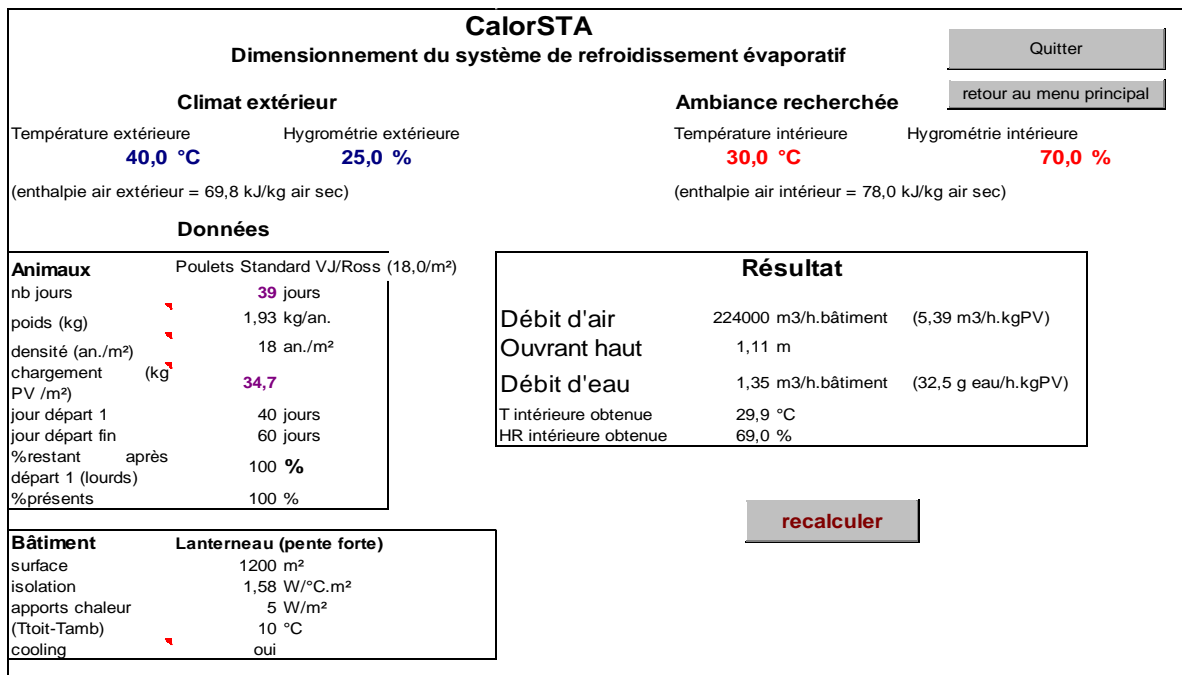 CalorSTA
Dimensionnement du système de refroidissement évaporatif
Quitter
retour au menu principal
Climat extérieur
Ambiance recherchée
Température extérieure Hygrométrie extérieure
Température intérieure Hygrométrie intérieure
40,0 °C 25,0 %
30,0 °C 70,0 %
(enthalpie air extérieur = 69,8 kJ/kg air sec)
(enthalpie air intérieur = 78,0 kJ/kg air sec)
Données
Animaux Poulets Standard VJ/Ross (18,0/m²)
nb jours 39 jours
poids (kg) 1,93 kg/an.
densité (an./m²) 18 an./m²
chargement (kg
PV /m²) 34,7
jour départ 1 40 jours
jour départ fin 60 jours
%restant après
départ 1 (lourds) 100 %
%présents 100 %
Résultat
Débit d'air 224000 m3/h.bâtiment (5,39 m3/h.kgPV)
Ouvrant haut 1,11 m
Débit d'eau 1,35 m3/h.bâtiment (32,5 g eau/h.kgPV)
T intérieure obtenue 29,9 °C
HR intérieure obtenue 69,0 %
recalculer
Bâtiment Lanterneau (pente forte)
surface 1200 m²
isolation 1,58 W/°C.m²
apports chaleur 5 W/m²
(Ttoit-Tamb) 10 °C
cooling oui